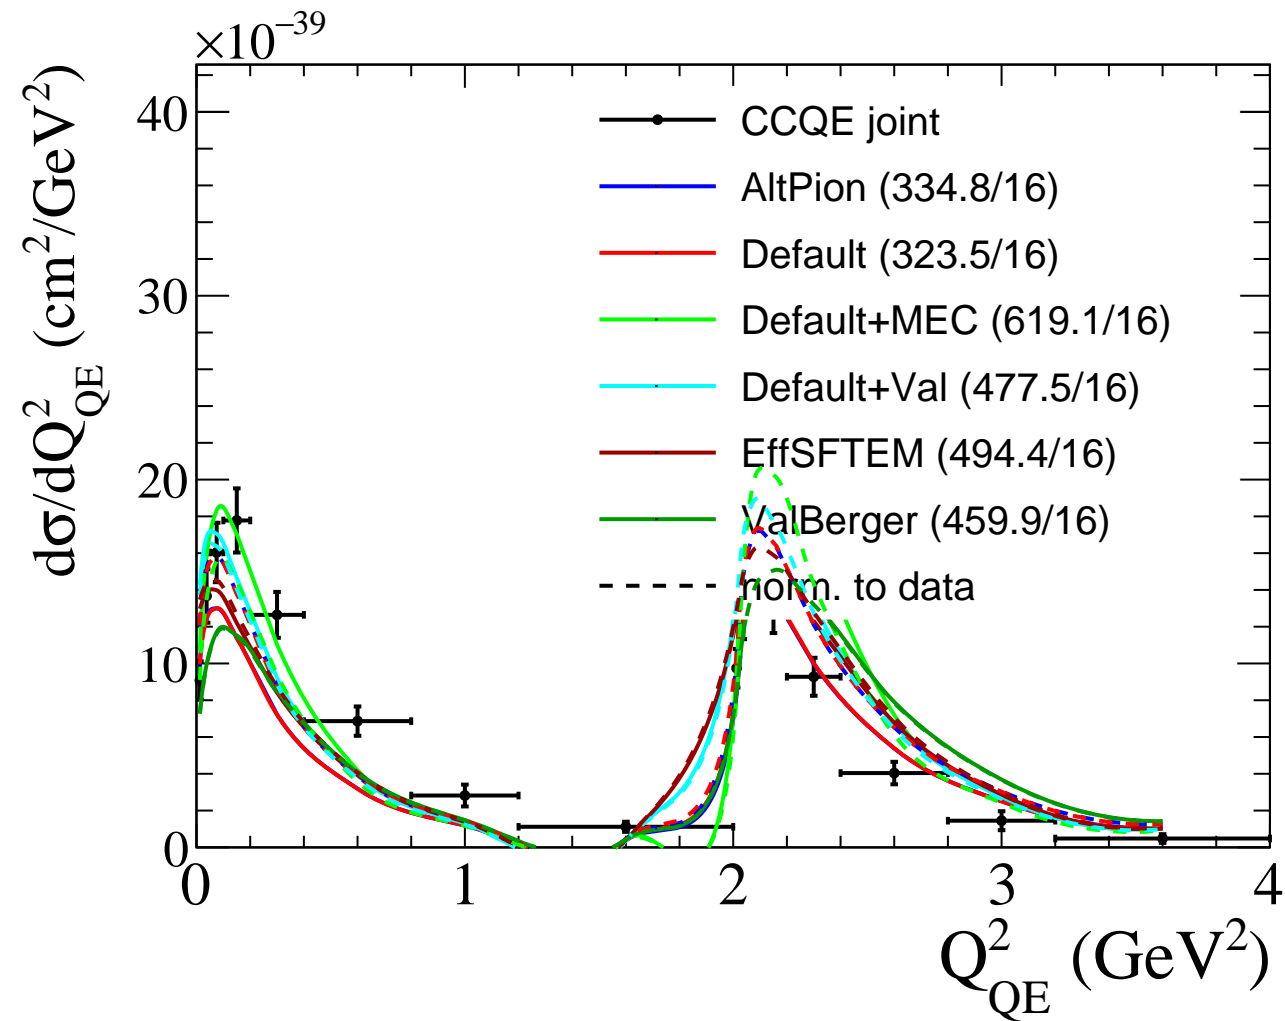 ×10⁻³⁹
dσ/dQ²_QE (cm²/GeV²)
40
30
20
10
0
CCQE joint
AltPion (334.8/16)
Default (323.5/16)
Default+MEC (619.1/16)
Default+Val (477.5/16)
EffSFTEM (494.4/16)
ValBerger (459.9/16)
norm. to data
0 1 2 3 4
Q²_QE (GeV²)